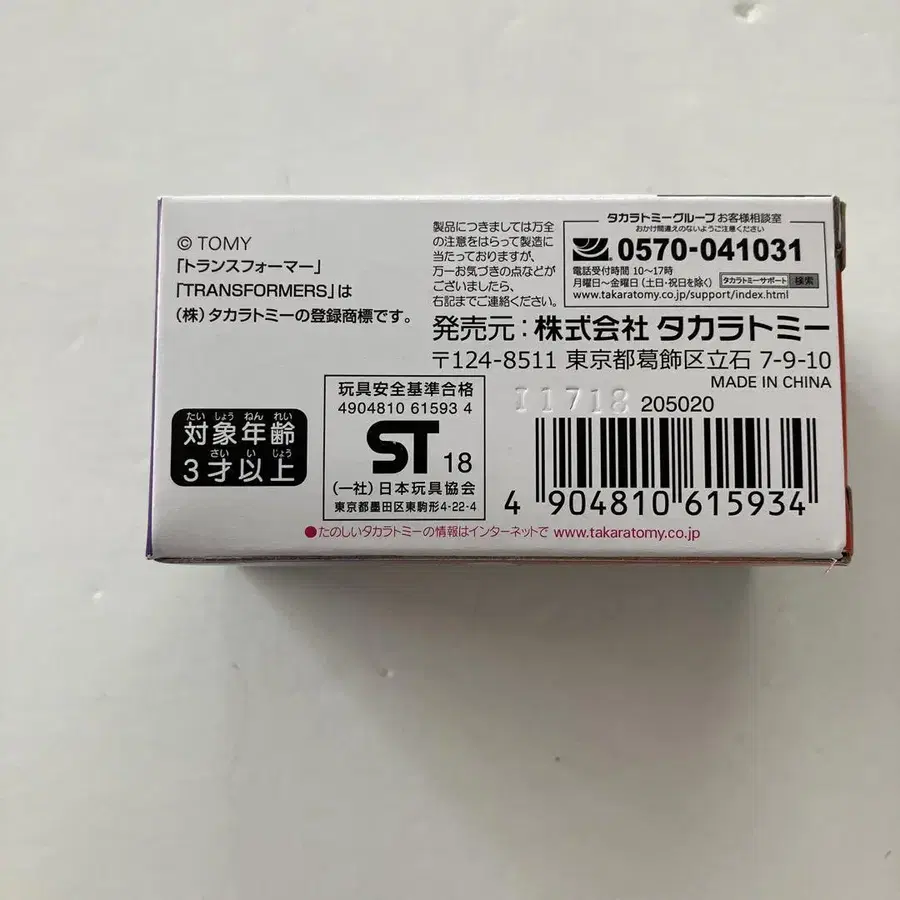 © TOMY
「トランスフォーマー」
「TRANSFORMERS」は
(株) タカラトミーの登録商標です。
製品につきましては万全
の注意をはらって製造に
当たっておりますが、
万一お気づきの点などが
ございましたら、
右記までご連絡ください。
タカラトミーグループ お客様相談室
おかけ間違えのないようご注意ください
0570-041031
電話受付時間 10〜17時
月曜日〜金曜日 (土日・祝日を除く)
タカラトミーサポート 検索
www.takaratomy.co.jp/support/index.html
発売元 : 株式会社 タカラトミー
〒124-8511 東京都葛飾区立石 7-9-10
MADE IN CHINA
I1718 205020
たい しょう ねん れい
対象年齢
さい い じょう
3才以上
玩具安全基準合格
4904810 61593 4
ST 18
(一社) 日本玩具協会
東京都墨田区東駒形4-22-4
4 904810 615934
●たのしいタカラトミーの情報はインターネットで www.takaratomy.co.jp